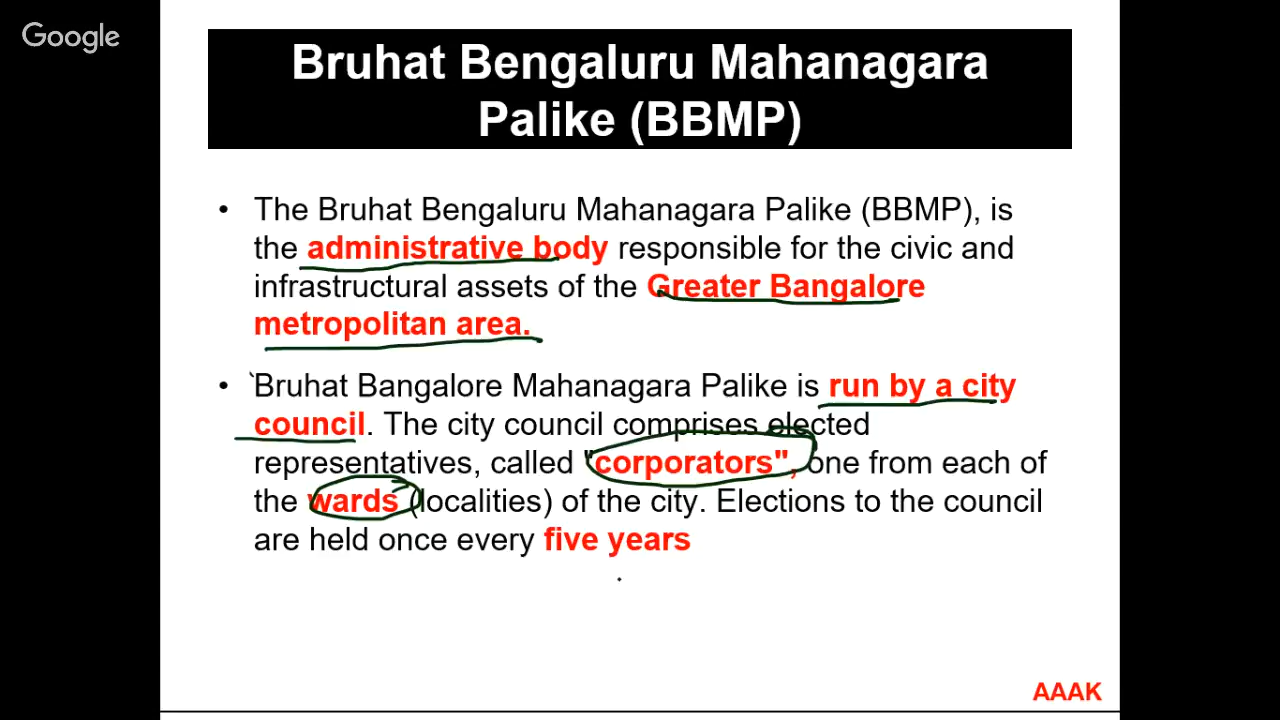 Google
Bruhat Bengaluru Mahanagara
Palike (BBMP)
• The Bruhat Bengaluru Mahanagara Palike (BBMP), is
the administrative body responsible for the civic and
infrastructural assets of the Greater Bangalore
metropolitan area.
• Bruhat Bangalore Mahanagara Palike is run by a city
council. The city council comprises elected
representatives, called "corporators", one from each of
the wards (localities) of the city. Elections to the council
are held once every five years
AAAK